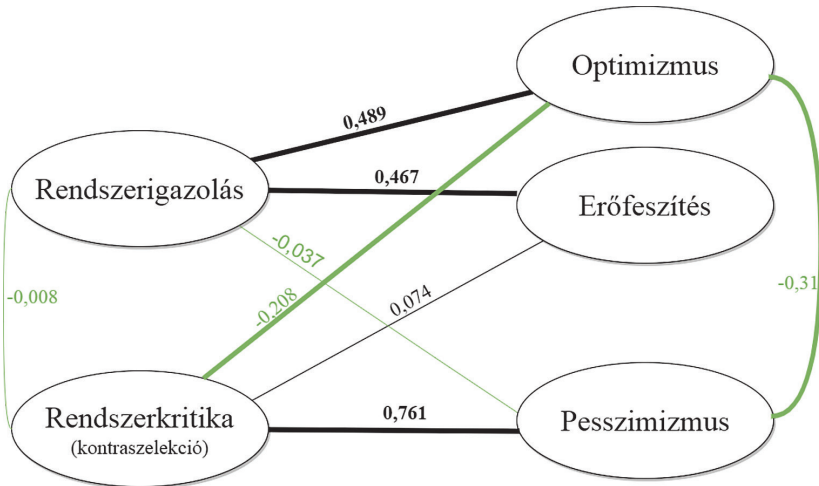 Optimizmus
0,489
Rendszerigazolás
0,467
Erőfeszítés
-0,037
-0,008
-0,208
0,074
-0,31
Rendszerkritika
(kontraszelekció)
0,761
Pesszimizmus